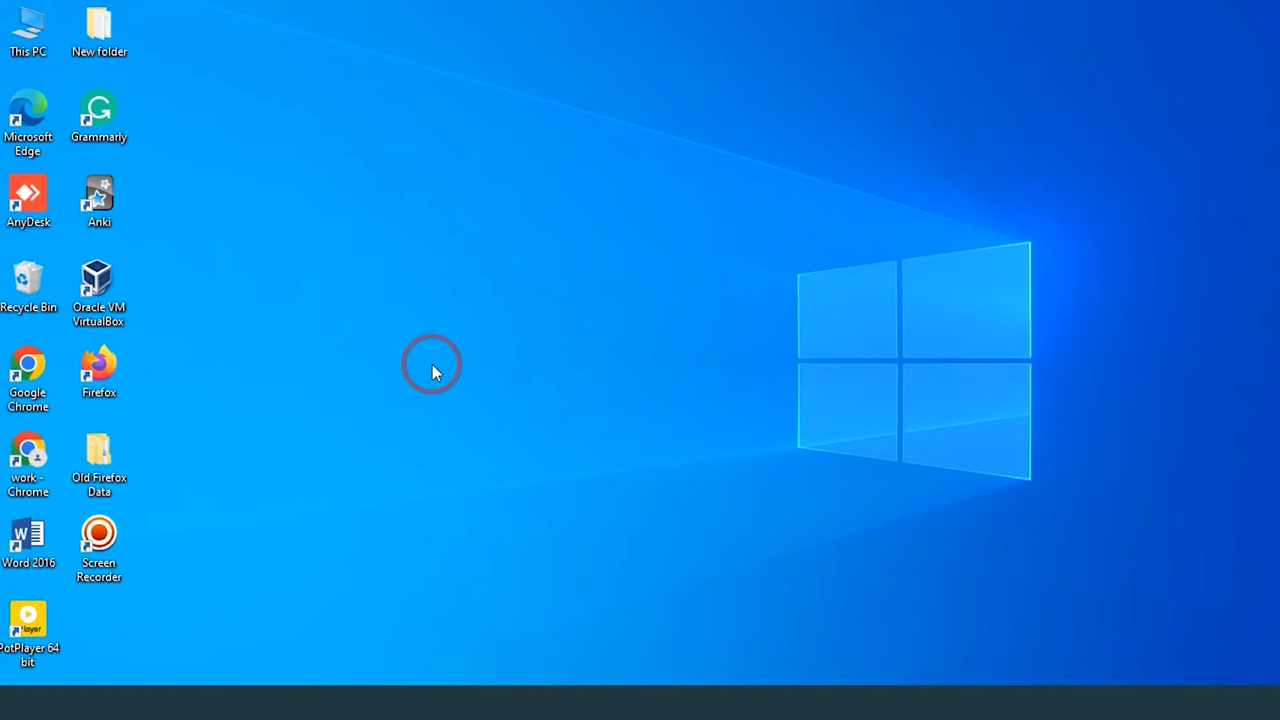 This PC
New folder
Microsoft
Edge
Grammarly
AnyDesk
Anki
Recycle Bin
Oracle VM
VirtualBox
Google
Chrome
Firefox
work -
Chrome
Old Firefox
Data
Word 2016
Screen
Recorder
PotPlayer 64
bit